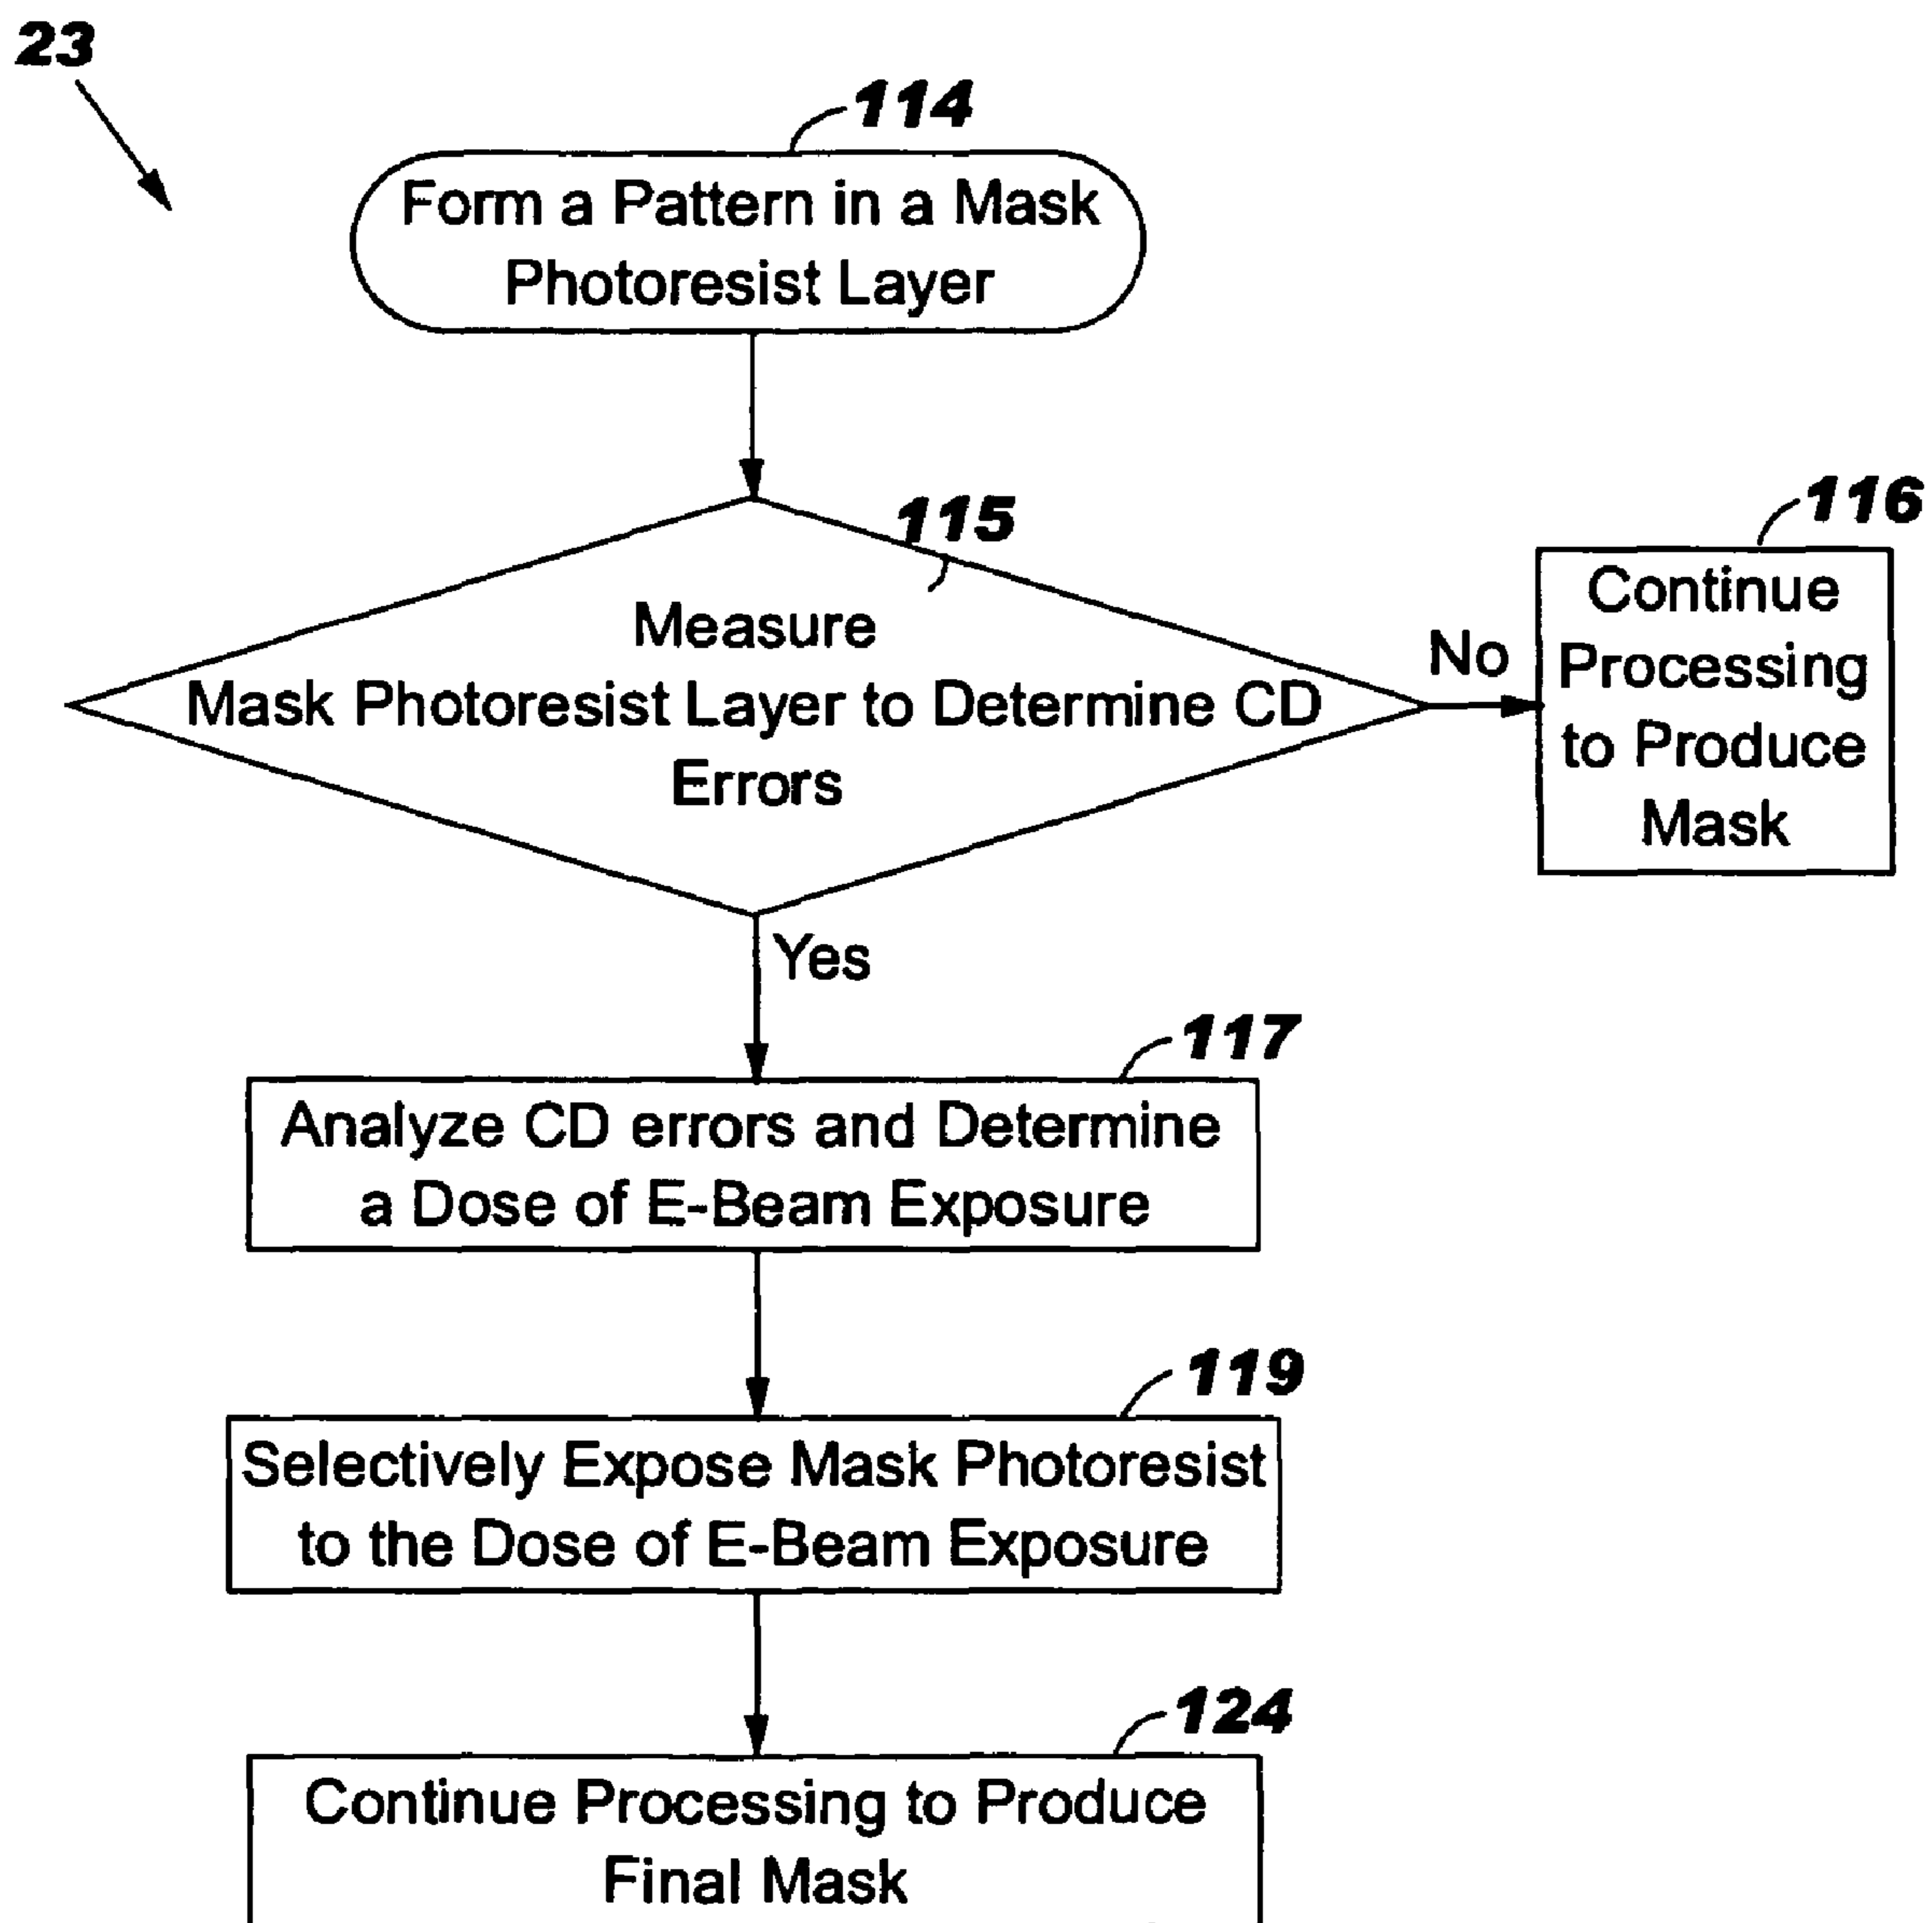 23
114
Form a Pattern in a Mask
Photoresist Layer
115
Measure
Mask Photoresist Layer to Determine CD
Errors
No
116
Continue
Processing
to Produce
Mask
Yes
117
Analyze CD errors and Determine
a Dose of E-Beam Exposure
119
Selectively Expose Mask Photoresist
to the Dose of E-Beam Exposure
124
Continue Processing to Produce
Final Mask